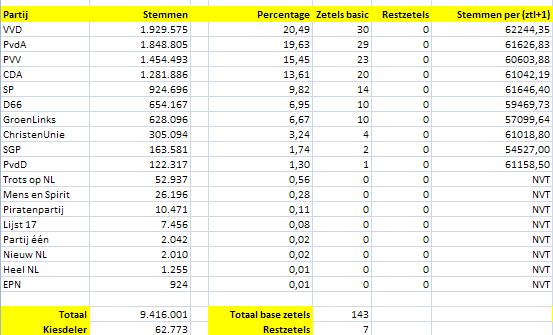 Partij Stemmen Percentage Zetels basic Restzetels Stemmen per (ztl+1)
VVD 1.929.575 20,49 30 0 62244,35
PvdA 1.848.805 19,63 29 0 61626,83
PVV 1.454.493 15,45 23 0 60603,88
CDA 1.281.886 13,61 20 0 61042,19
SP 924.696 9,82 14 0 61646,40
D66 654.167 6,95 10 0 59469,73
GroenLinks 628.096 6,67 10 0 57099,64
ChristenUnie 305.094 3,24 4 0 61018,80
SGP 163.581 1,74 2 0 54527,00
PvdD 122.317 1,30 1 0 61158,50
Trots op NL 52.937 0,56 0 0 NVT
Mens en Spirit 26.196 0,28 0 0 NVT
Piratenpartij 10.471 0,11 0 0 NVT
Lijst 17 7.456 0,08 0 0 NVT
Partij één 2.042 0,02 0 0 NVT
Nieuw NL 2.010 0,02 0 0 NVT
Heel NL 1.255 0,01 0 0 NVT
EPN 924 0,01 0 0 NVT
Totaal 9.416.001 Totaal base zetels 143
Kiesdeler 62.773 Restzetels 7